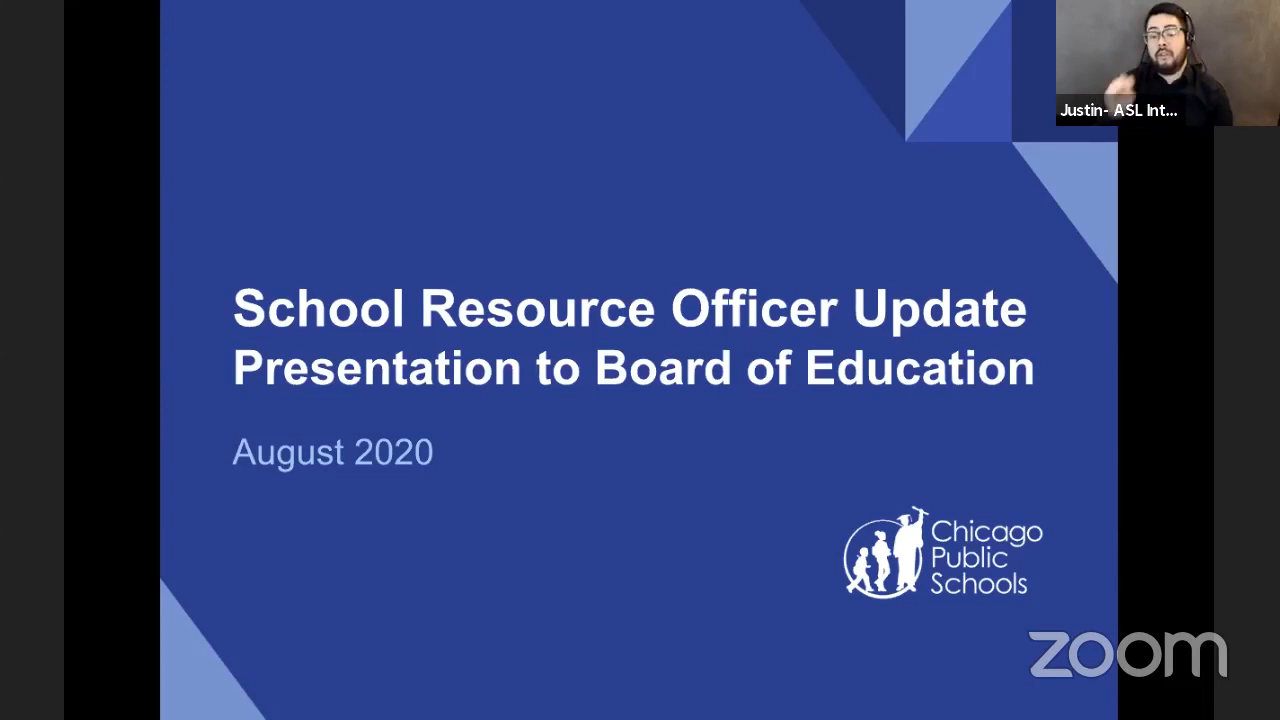 Justin- ASL Int...
School Resource Officer Update
Presentation to Board of Education
August 2020
Chicago
Public
Schools
zoom